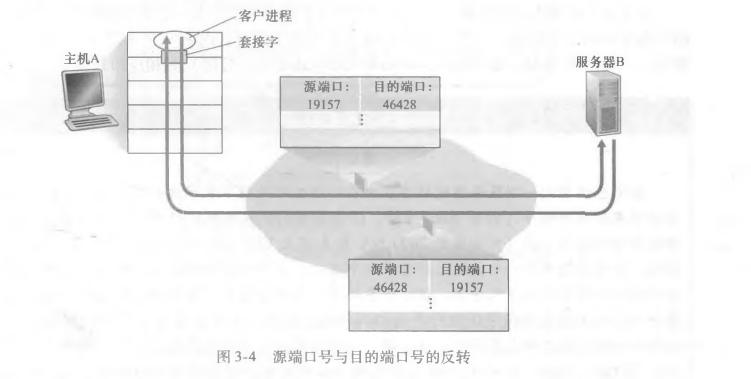 客户进程
套接字
主机A
服务器B
源端口： 目的端口：
19157 46428
⋮
源端口： 目的端口：
46428 19157
⋮
图 3-4 源端口号与目的端口号的反转